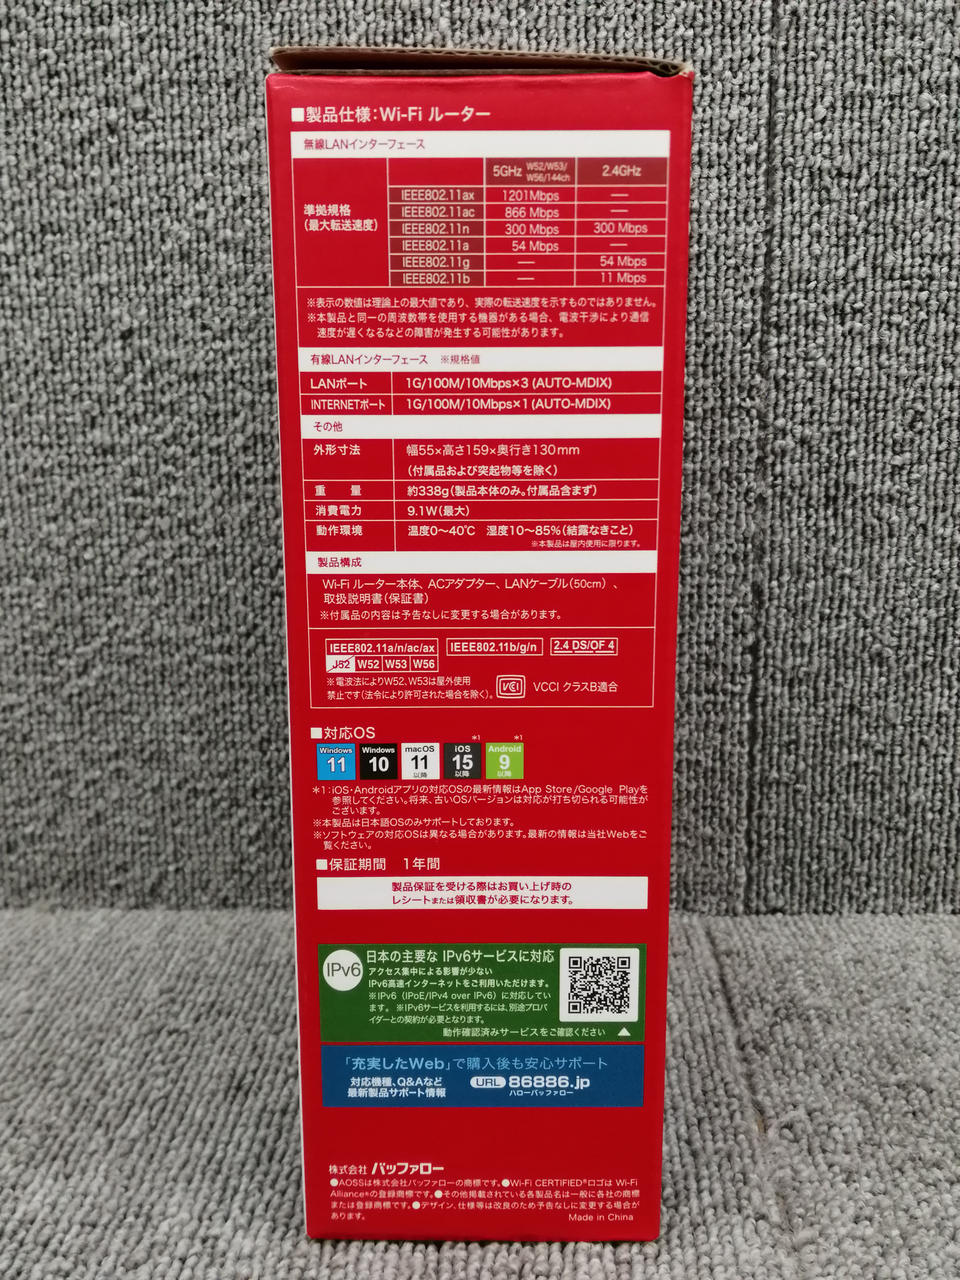 ■製品仕様：Wi-Fi ルーター
無線LANインターフェース
5GHz W52/W53/W56/144ch 2.4GHz
準拠規格（最大転送速度）
IEEE802.11ax 1201Mbps —
IEEE802.11ac 866 Mbps —
IEEE802.11n 300 Mbps 300 Mbps
IEEE802.11a 54 Mbps —
IEEE802.11g — 54 Mbps
IEEE802.11b — 11 Mbps
※表示の数値は理論上の最大値であり、実際の転送速度を示すものではありません。
※本製品と同一の周波数帯を使用する機器がある場合、電波干渉により通信
速度が遅くなるなどの障害が発生する可能性があります。
有線LANインターフェース ※規格値
LANポート 1G/100M/10Mbps×3 (AUTO-MDIX)
INTERNETポート 1G/100M/10Mbps×1 (AUTO-MDIX)
その他
外形寸法 幅55×高さ159×奥行き130mm
（付属品および突起物等を除く）
重 量 約338g（製品本体のみ。付属品含まず）
消費電力 9.1W（最大）
動作環境 温度0～40℃ 湿度10～85%（結露なきこと）
※本製品は屋内使用に限ります。
製品構成
Wi-Fi ルーター本体、ACアダプター、LANケーブル（50cm）、
取扱説明書（保証書）
※付属品の内容は予告なしに変更する場合があります。
IEEE802.11a/n/ac/ax IEEE802.11b/g/n 2.4 DS/OF 4
J52 W52 W53 W56
※電波法によりW52、W53は屋外使用
禁止です（法令により許可された場合を除く）。
VCCI VCCI クラスB適合
■対応OS
Windows 11 Windows 10 macOS 11 以降 iOS 15 以降 *1 Android 9 以降 *1
*1：iOS・Androidアプリの対応OSの最新情報はApp Store/Google Playを
参照してください。将来、古いOSバージョンは対応が打ち切られる可能性が
ございます。
※本製品は日本語OSのみサポートしております。
※ソフトウェアの対応OSは異なる場合があります。最新の情報は当社Webをご
覧ください。
■保証期間 1年間
製品保証を受ける際はお買い上げ時の
レシートまたは領収書が必要になります。
IPv6 日本の主要な IPv6サービスに対応
アクセス集中による影響が少ない
IPv6高速インターネットをご利用いただけます。
※IPv6（IPoE/IPv4 over IPv6）に対応してい
ます。 ※IPv6サービスを利用するには、別途プロバ
イダーとの契約が必要となります。
動作確認済みサービスをご確認ください ▲
「充実したWeb」で購入後も安心サポート
対応機種、Q&Aなど
最新製品サポート情報
URL 86886.jp
ハローバッファロー
株式会社 バッファロー
●AOSSは株式会社バッファローの商標です。●Wi-Fi CERTIFIED®ロゴは Wi-Fi
Alliance®の登録商標です。●その他掲載されている各製品名は一般に各社の商標
または登録商標です。●デザイン、仕様等は改良のため予告なしに変更する場合が
あります。
Made in China